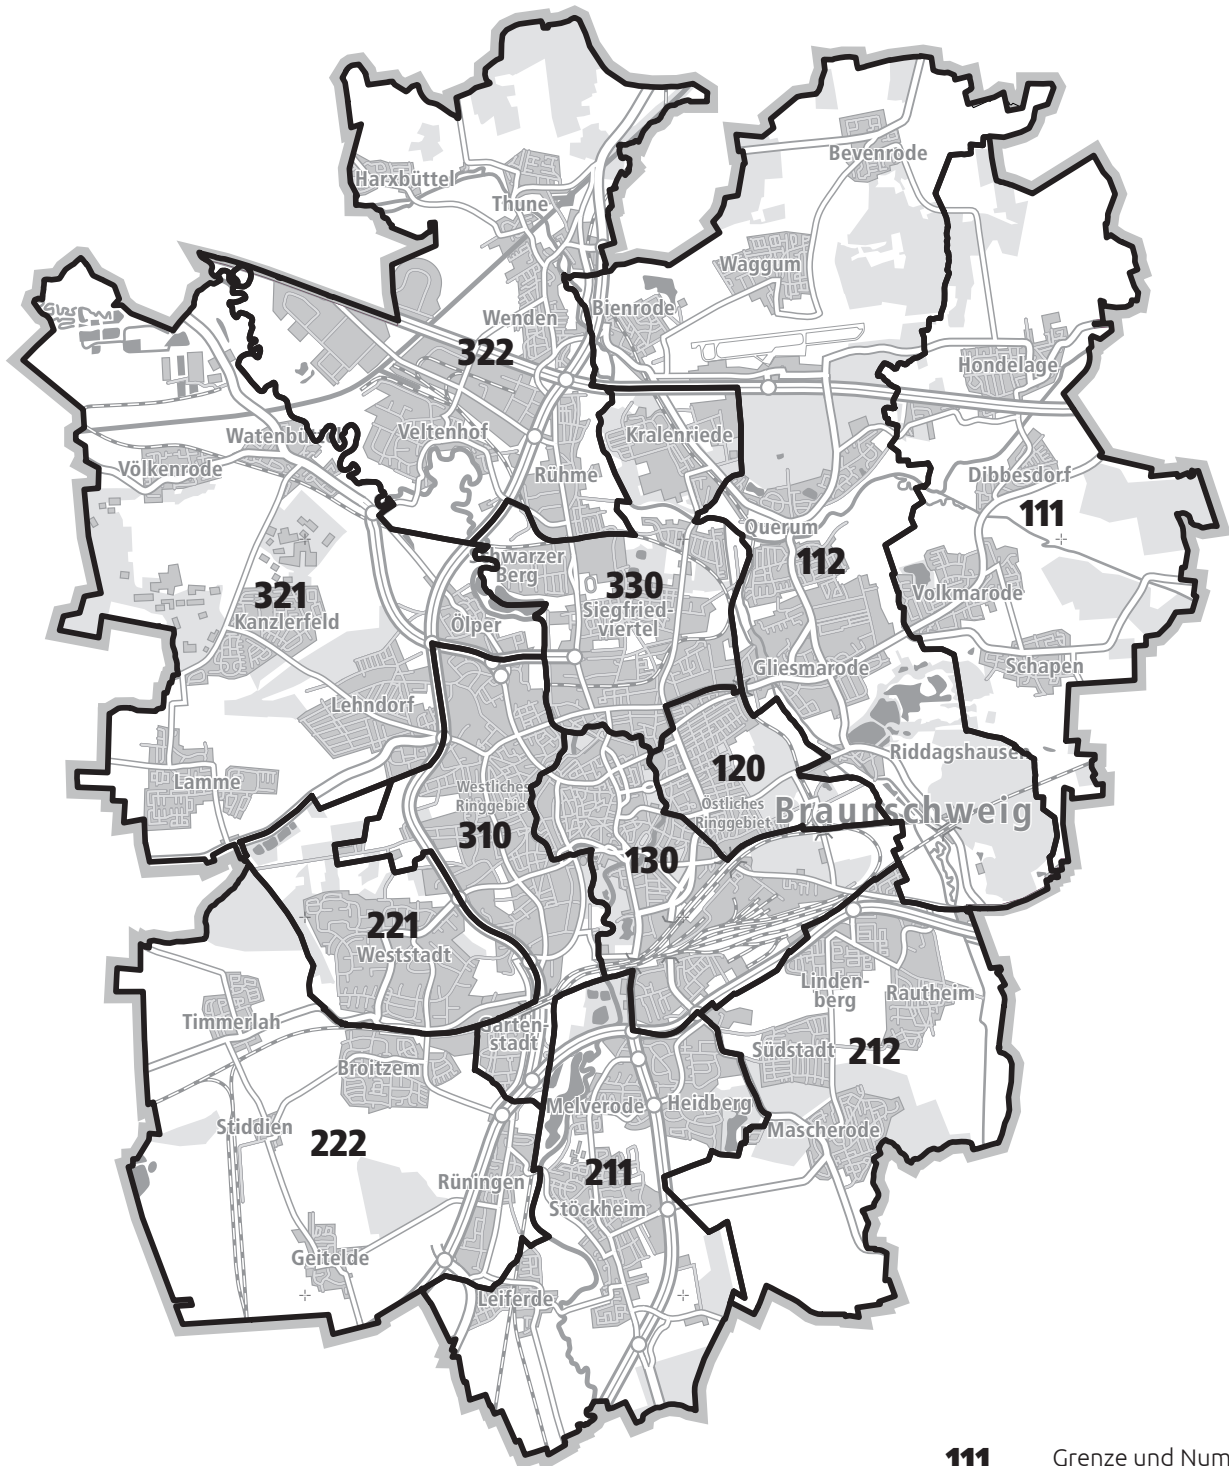 Bevenrode
Harxbüttel
Thune
Waggum
Bienrode
Wenden
322
Hondelage
Watenbütt
Veltenhof
Kralenriede
Völkenrode
Rühme
Dibbesdorf
111
Querum
112
hwarzer
Berg
330
Siegfried-
viertel
321
Kanzlerfeld
Ölper
Volkmarode
Gliesmarode
Schapen
Lehndorf
Riddagshausen
Lamme
120
Westliches
Ringgebiet
Östliches
Ringgebiet
Braunschweig
310
130
221
Weststadt
Linden-
berg
Rautheim
Timmerlah
arten-
stadt
Südstadt
212
Broitzem
Melverode
Heidberg
Stiddien
222
Mascherode
Rüningen
211
Stöckheim
Geitelde
Leiferde
111 Grenze und Num